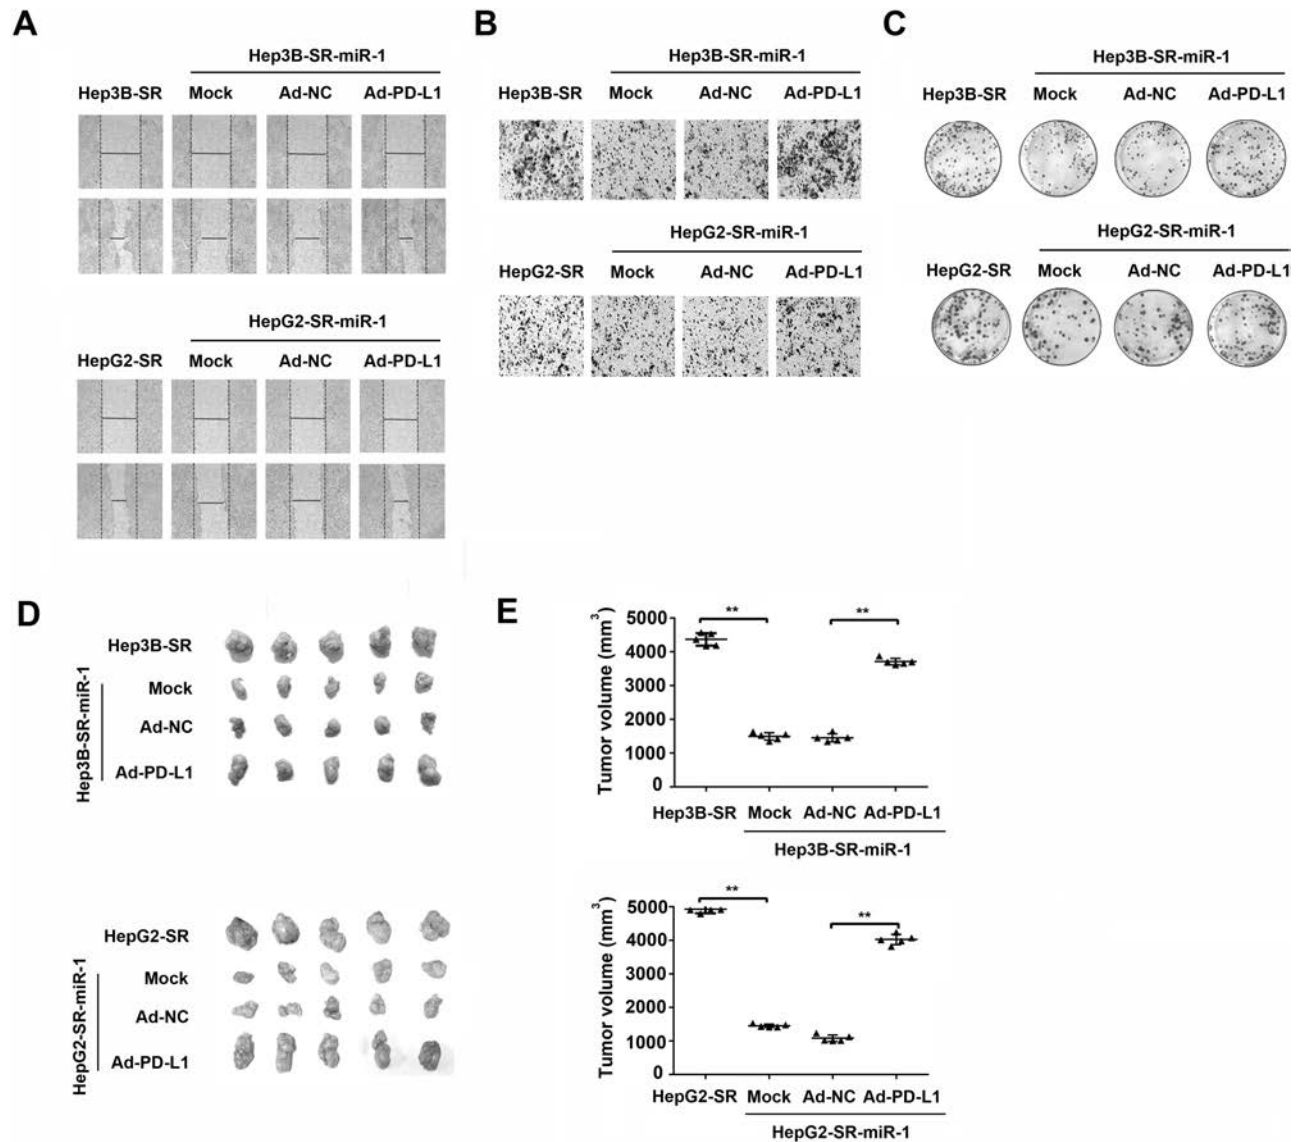 A
Hep3B-SR-miR-1
Hep3B-SR Mock Ad-NC Ad-PD-L1
HepG2-SR-miR-1
HepG2-SR Mock Ad-NC Ad-PD-L1
B
Hep3B-SR-miR-1
Hep3B-SR Mock Ad-NC Ad-PD-L1
HepG2-SR-miR-1
HepG2-SR Mock Ad-NC Ad-PD-L1
C
Hep3B-SR-miR-1
Hep3B-SR Mock Ad-NC Ad-PD-L1
HepG2-SR-miR-1
HepG2-SR Mock Ad-NC Ad-PD-L1
D
Hep3B-SR
Mock
Ad-NC
Ad-PD-L1
Hep3B-SR-miR-1
HepG2-SR
Mock
Ad-NC
Ad-PD-L1
HepG2-SR-miR-1
E
Tumor volume (mm³)
5000
4000
3000
2000
1000
0
** **
Hep3B-SR Mock Ad-NC Ad-PD-L1
Hep3B-SR-miR-1
Tumor volume (mm³)
5000
4000
3000
2000
1000
0
** **
HepG2-SR Mock Ad-NC Ad-PD-L1
HepG2-SR-miR-1